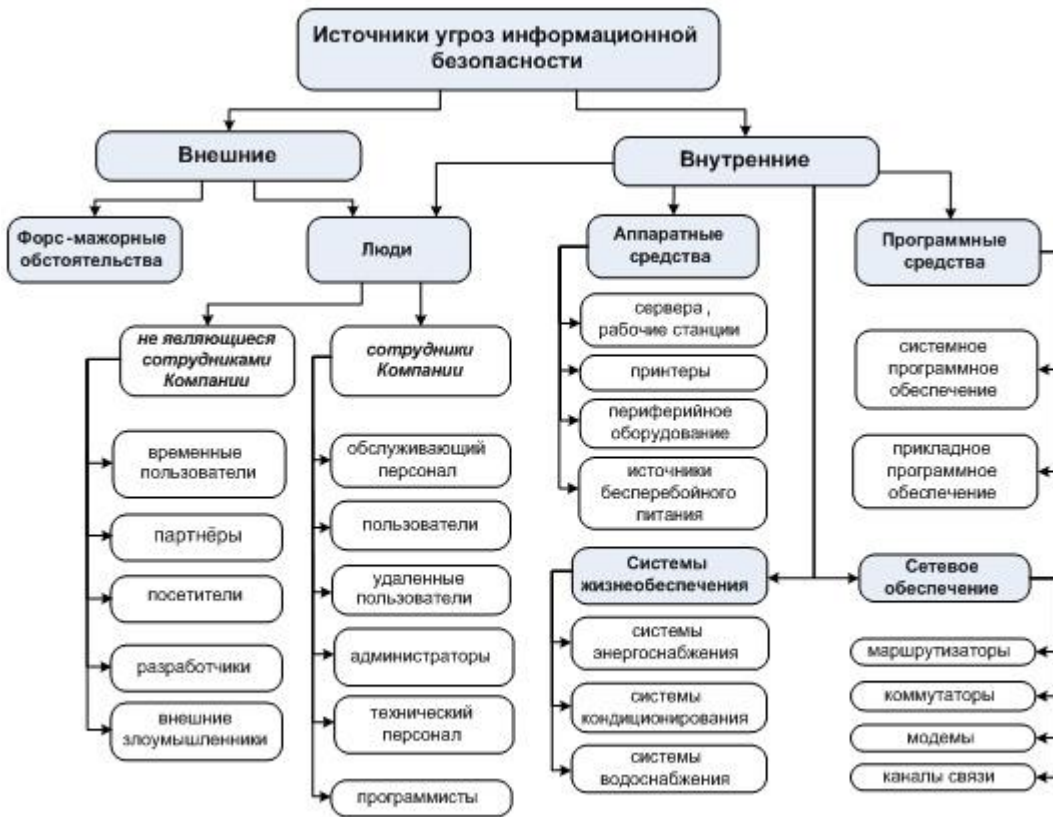 Источники угроз информационной
безопасности
Внешние
Внутренние
Форс-мажорные
обстоятельства
Люди
Аппаратные
средства
Программные
средства
не являющиеся
сотрудниками
Компании
сотрудники
Компании
сервера ,
рабочие станции
принтеры
периферийное
оборудование
источники
бесперебойного
питания
системное
программное
обеспечение
прикладное
программное
обеспечение
временные
пользователи
партнёры
посетители
разработчики
внешние
злоумышленники
обслуживающий
персонал
пользователи
удаленные
пользователи
администраторы
технический
персонал
программисты
Системы
жизнеобеспечения
системы
энергоснабжения
системы
кондиционирования
системы
водоснабжения
Сетевое
обеспечение
маршрутизаторы
коммутаторы
модемы
каналы связи